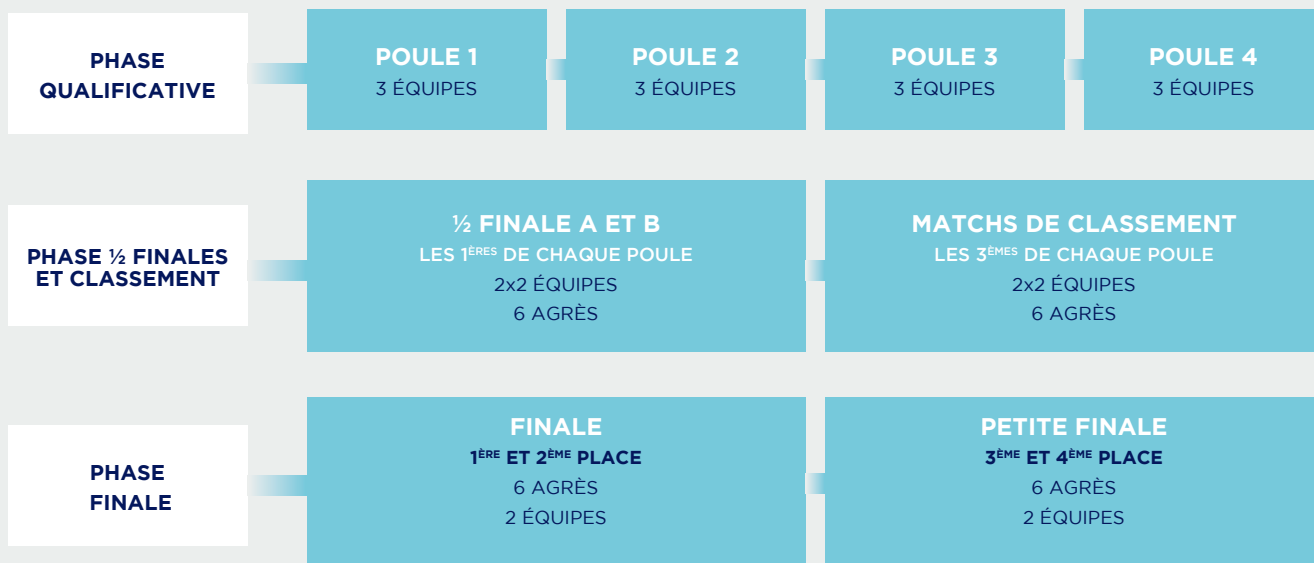 PHASE
QUALIFICATIVE
POULE 1
3 ÉQUIPES
POULE 2
3 ÉQUIPES
POULE 3
3 ÉQUIPES
POULE 4
3 ÉQUIPES
PHASE ½ FINALES
ET CLASSEMENT
½ FINALE A ET B
LES 1ÈRES DE CHAQUE POULE
2x2 ÉQUIPES
6 AGRÈS
MATCHS DE CLASSEMENT
LES 3ÈMES DE CHAQUE POULE
2x2 ÉQUIPES
6 AGRÈS
PHASE
FINALE
FINALE
1ÈRE ET 2ÈME PLACE
6 AGRÈS
2 ÉQUIPES
PETITE FINALE
3ÈME ET 4ÈME PLACE
6 AGRÈS
2 ÉQUIPES